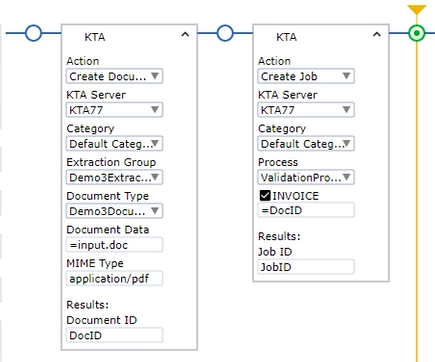 KTA
Action
Create Docu...
KTA Server
KTA77
Category
Default Categ...
Extraction Group
Demo3Extrac...
Document Type
Demo3Docu...
Document Data
=input.doc
MIME Type
application/pdf
Results:
Document ID
DocID
KTA
Action
Create Job
KTA Server
KTA77
Category
Default Categ...
Process
ValidationPro...
INVOICE
=DocID
Results:
Job ID
JobID